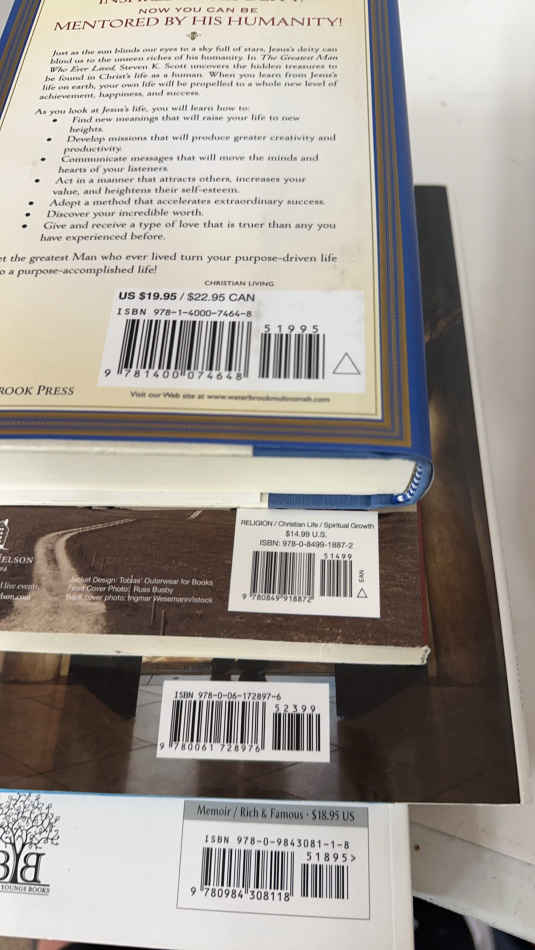 NOW YOU CAN BE
MENTORED BY HIS HUMANITY!
Just as the sun blinds our eyes to a sky full of stars, Jesus's deity can
blind us to the unseen riches of his humanity. In The Greatest Man
Who Ever Lived, Steven K. Scott uncovers the hidden treasures to
be found in Christ's life as a human. When you learn from Jesus's
life on earth, your own life will be propelled to a whole new level of
achievement, happiness, and success.
As you look at Jesus's life, you will learn how to:
• Find new meanings that will raise your life to new
heights.
• Develop missions that will produce greater creativity and
productivity.
• Communicate messages that will move the minds and
hearts of your listeners.
• Act in a manner that attracts others, increases your
value, and heightens their self-esteem.
• Adopt a method that accelerates extraordinary success.
• Discover your incredible worth.
• Give and receive a type of love that is truer than any you
have experienced before.
et the greatest Man who ever lived turn your purpose-driven life
o a purpose-accomplished life!
CHRISTIAN LIVING
US $19.95 / $22.95 CAN
ISBN 978-1-4000-7464-8
51995
9 781400 074648
ROOK PRESS
Visit our Web site at www.waterbrookmultnomah.com
RELIGION / Christian Life / Spiritual Growth
$14.99 U.S.
ISBN: 978-0-8499-1887-2
51499
EAN
9 780849 918872
ELSON
Jacket Design: Tobias' Outerwear for Books
Front Cover Photo: Russ Busby
Back cover photo: Ingmar Wesemann/istock
ISBN 978-0-06-172897-6
52399
9 780061 728976
Memoir / Rich & Famous · $18.95 US
ISBN 978-0-9843081-1-8
51895>
9 780984 308118
BYB
YOUNGS BOOKS